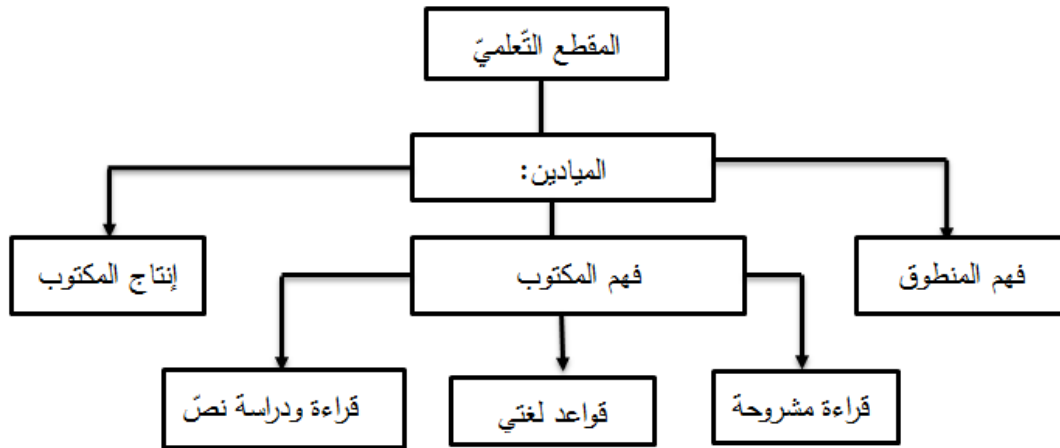 المقطع التّعلميّ
الميادين:
فهم المنطوق
فهم المكتوب
إنتاج المكتوب
قراءة مشروحة
قواعد لغتي
قراءة ودراسة نصّ